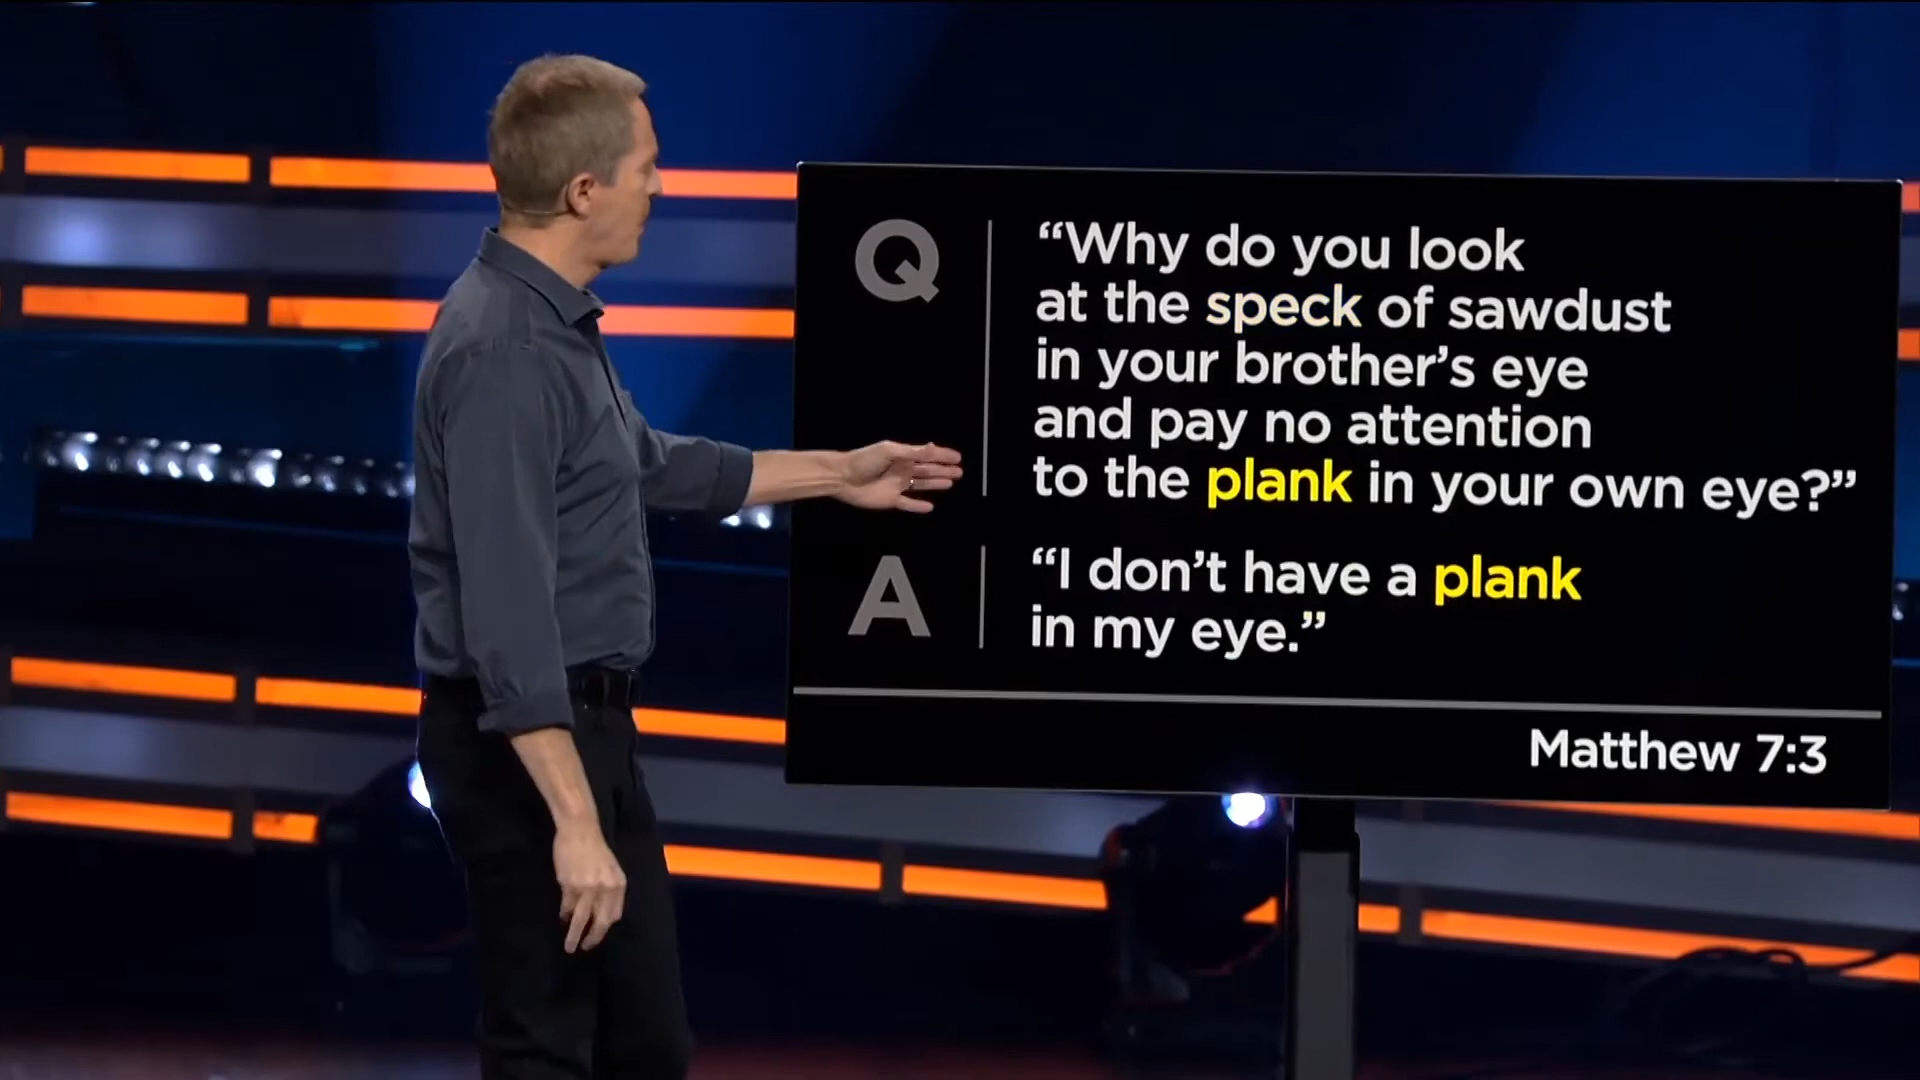 Q
“Why do you look
at the speck of sawdust
in your brother’s eye
and pay no attention
to the plank in your own eye?”
A
“I don’t have a plank
in my eye.”
Matthew 7:3